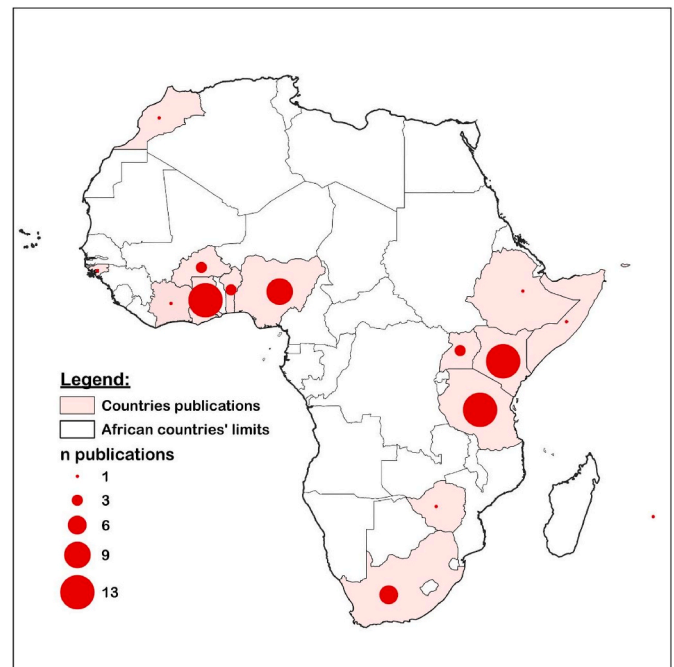 Legend:
Countries publications
African countries' limits
n publications
1
3
6
9
13